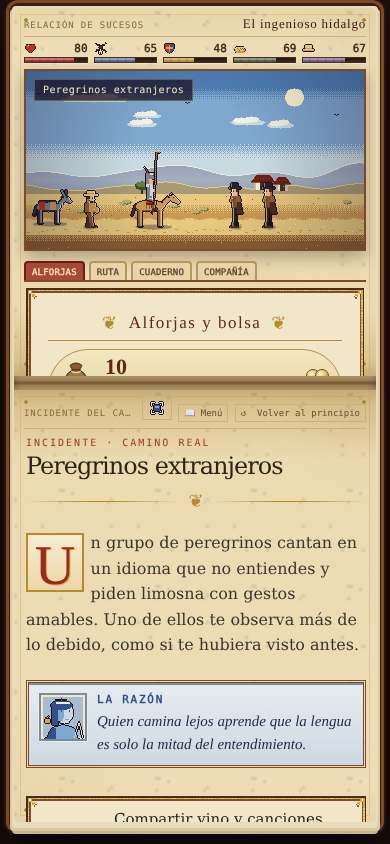 RELACIÓN DE SUCESOS
El ingenioso hidalgo
80 65 48 69 67
Peregrinos extranjeros
ALFORJAS RUTA CUADERNO COMPAÑÍA
Alforjas y bolsa
10
INCIDENTE DEL CA…
Menú
Volver al principio
INCIDENTE · CAMINO REAL
Peregrinos extranjeros
Un grupo de peregrinos cantan en
un idioma que no entiendes y
piden limosna con gestos
amables. Uno de ellos te observa más de
lo debido, como si te hubiera visto antes.
LA RAZÓN
Quien camina lejos aprende que la lengua
es solo la mitad del entendimiento.
Compartir vino y canciones